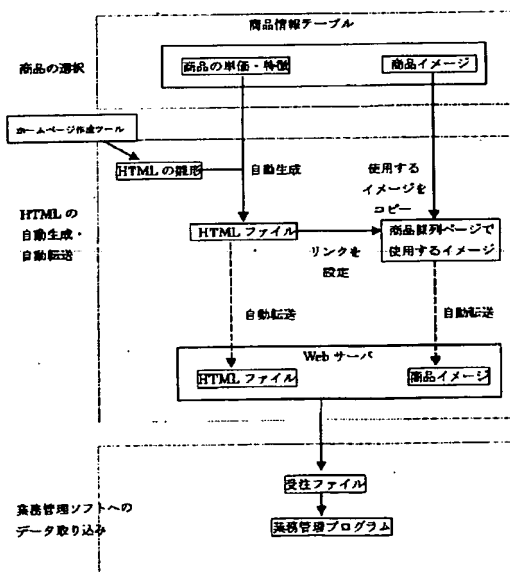 商品情報テーブル
商品の選択
商品の単価・特徴
商品イメージ
ホームページ作成ツール
HTMLの雛形
自動生成
使用する
イメージを
コピー
HTMLの
自動生成・
自動転送
HTMLファイル
リンクを
設定
商品陳列ページで
使用するイメージ
自動転送
自動転送
Webサーバ
HTMLファイル
商品イメージ
受注ファイル
業務管理ソフトへの
データ取り込み
業務管理プログラム